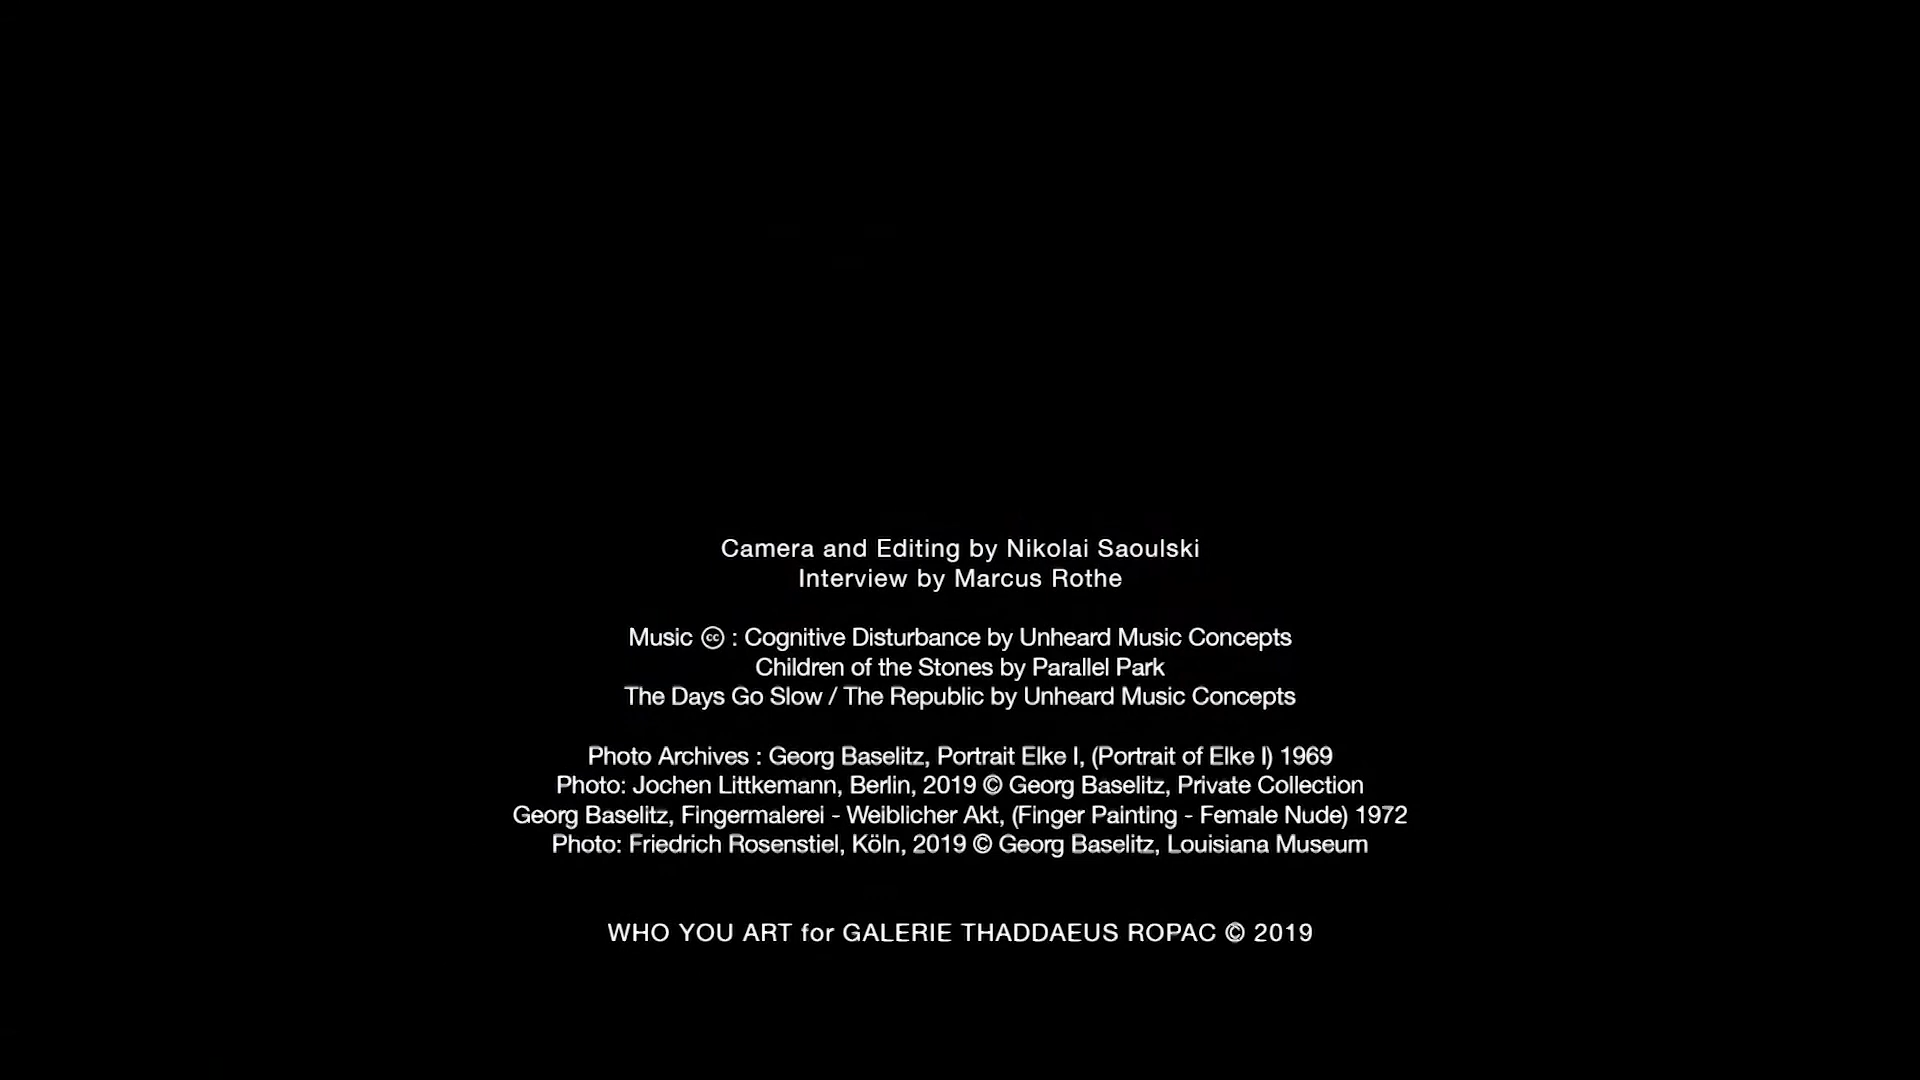 Camera and Editing by Nikolai Saoulski
Interview by Marcus Rothe
Music 🄯 : Cognitive Disturbance by Unheard Music Concepts
Children of the Stones by Parallel Park
The Days Go Slow / The Republic by Unheard Music Concepts
Photo Archives : Georg Baselitz, Portrait Elke I, (Portrait of Elke I) 1969
Photo: Jochen Littkemann, Berlin, 2019 © Georg Baselitz, Private Collection
Georg Baselitz, Fingermalerei - Weiblicher Akt, (Finger Painting - Female Nude) 1972
Photo: Friedrich Rosenstiel, Köln, 2019 © Georg Baselitz, Louisiana Museum
WHO YOU ART for GALERIE THADDAEUS ROPAC © 2019